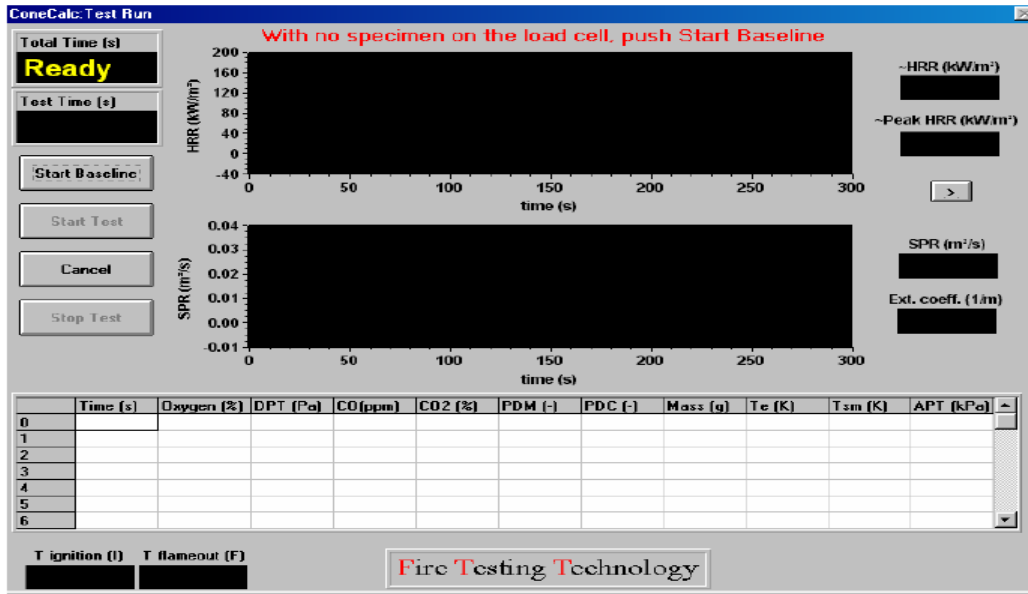 ConeCalc: Test Run
With no specimen on the load cell, push Start Baseline
Total Time (s)
Ready
Test Time (s)
Start Baseline
Start Test
Cancel
Stop Test
HRR (kW/m²)
200
160
120
80
40
0
-40
0 50 100 150 200 250 300
time (s)
~HRR (kW/m²)
~Peak HRR (kW/m²)
>
SPR (m²/s)
0.04
0.03
0.02
0.01
0.00
-0.01
0 50 100 150 200 250 300
time (s)
SPR (m²/s)
Ext. coeff. (1/m)
Time (s) Oxygen (%) DPT (Pa) CO(ppm) CO2 (%) PDM (-) PDC (-) Mass (g) Te (K) Tsm (K) APT (kPa)
0
1
2
3
4
5
6
T ignition (I) T flameout (F)
Fire Testing Technology